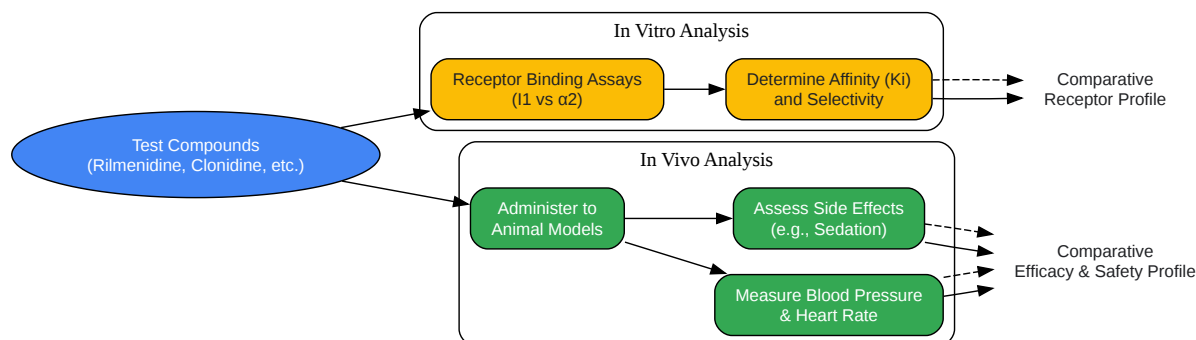 In Vitro Analysis
Receptor Binding Assays
(I1 vs α2)
Determine Affinity (Ki)
and Selectivity
Comparative
Receptor Profile
Test Compounds
(Rilmenidine, Clonidine, etc.)
In Vivo Analysis
Administer to
Animal Models
Assess Side Effects
(e.g., Sedation)
Measure Blood Pressure
& Heart Rate
Comparative
Efficacy & Safety Profile